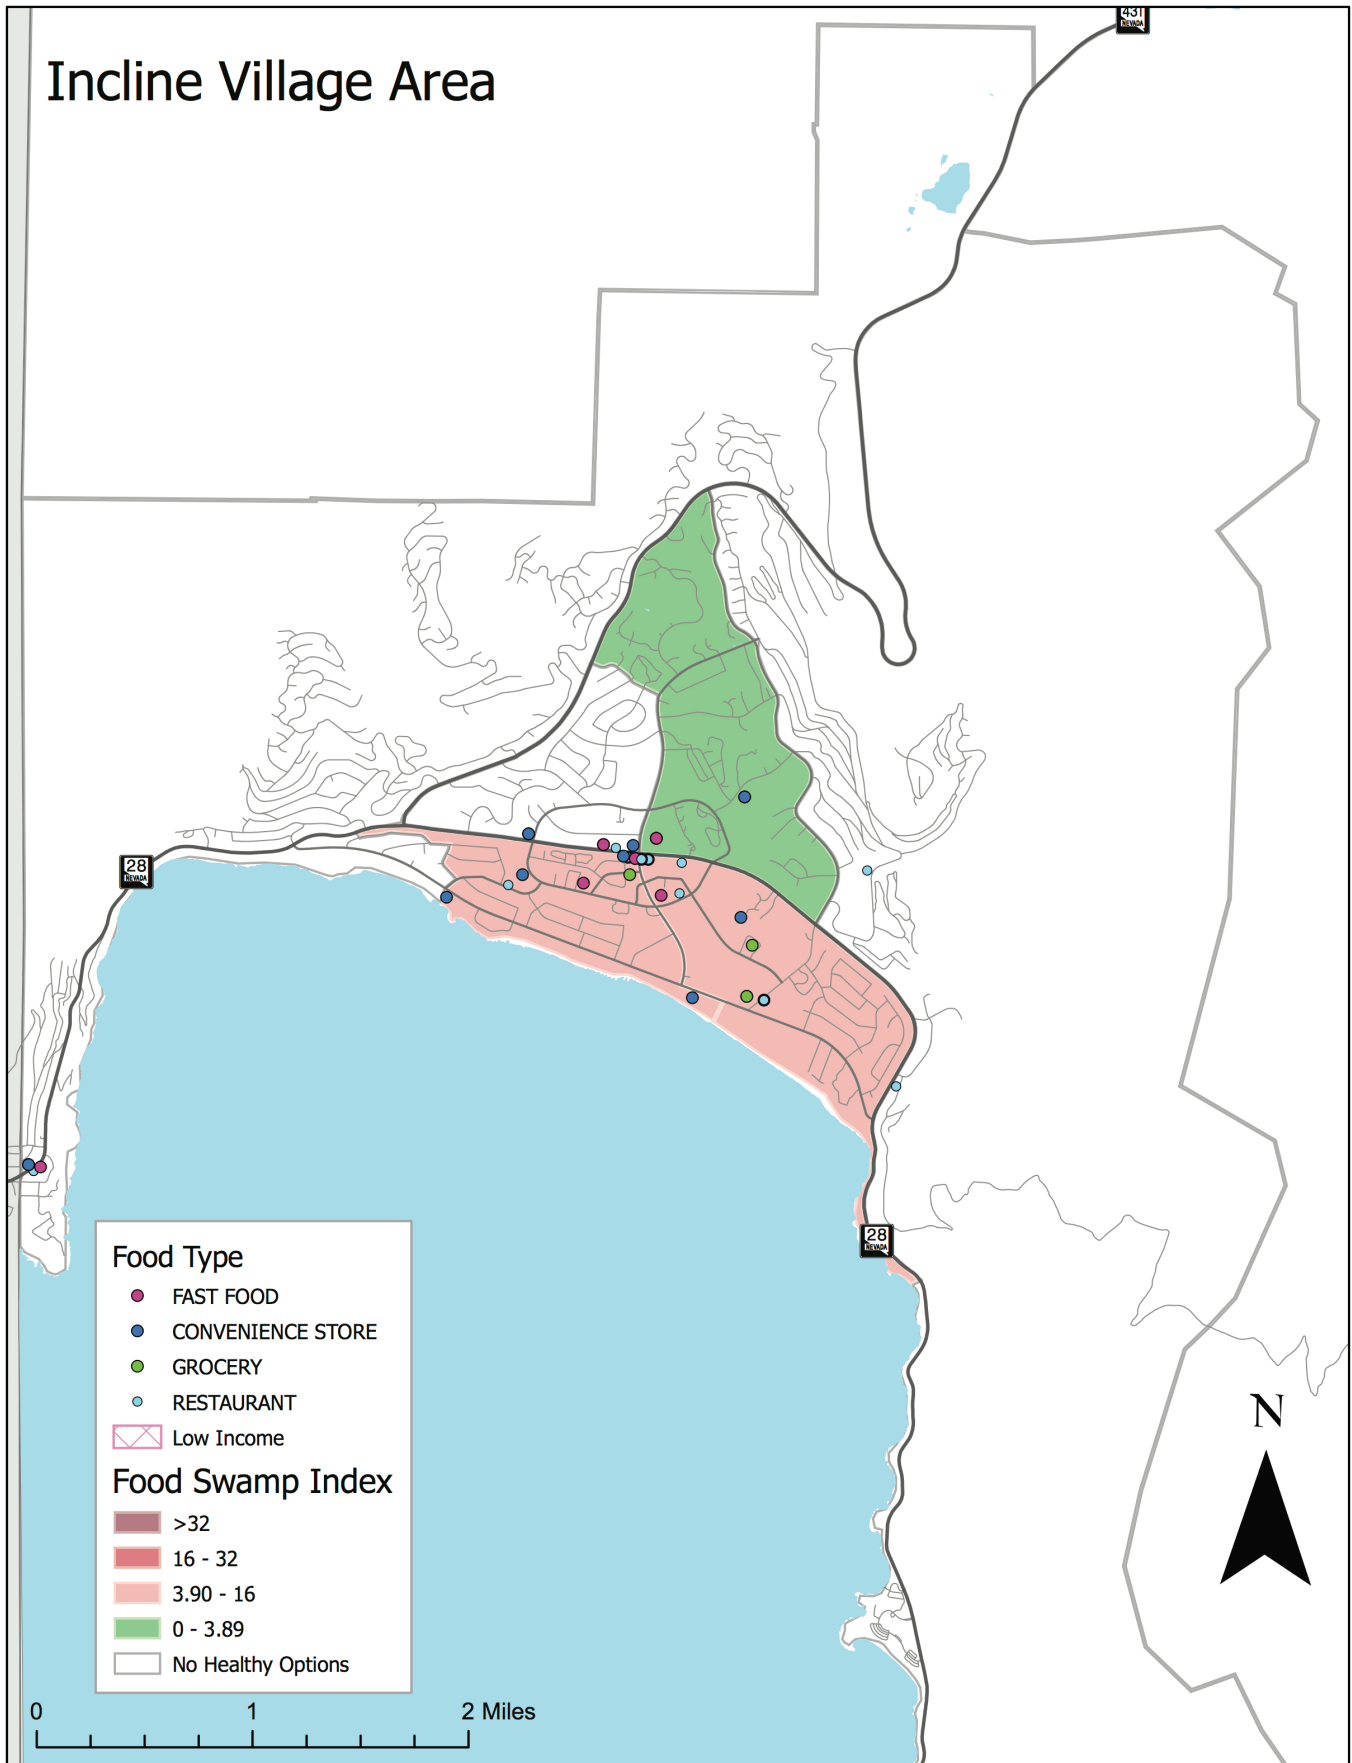 431
NEVADA
Incline Village Area
28
NEVADA
28
NEVADA
Food Type
FAST FOOD
CONVENIENCE STORE
GROCERY
RESTAURANT
Low Income
Food Swamp Index
>32
16 - 32
3.90 - 16
0 - 3.89
No Healthy Options
N
0 1 2 Miles